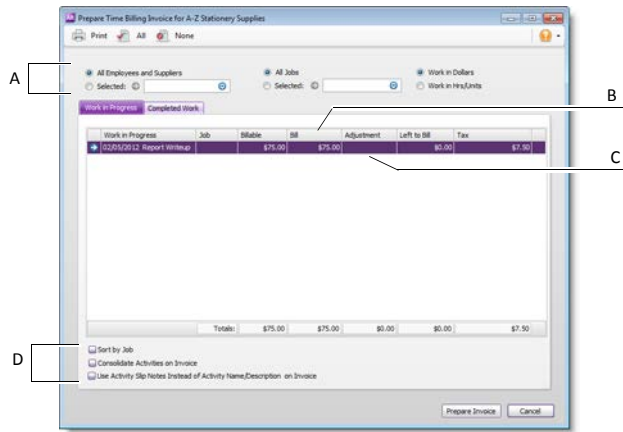 Prepare Time Billing Invoice for A-Z Stationery Supplies
Print All None
A
All Employees and Suppliers All Jobs Work in Dollars
Selected: Selected: Work in Hrs/Units
B
Work in Progress Completed Work
Work in Progress Job Billable Bill Adjustment Left to Bill Tax
02/05/2012 Report Writeup $75.00 $75.00 $0.00 $7.50
C
Totals: $75.00 $75.00 $0.00 $0.00 $7.50
D
Sort by Job
Consolidate Activities on Invoice
Use Activity Slip Notes Instead of Activity Name/Description on Invoice
Prepare Invoice Cancel